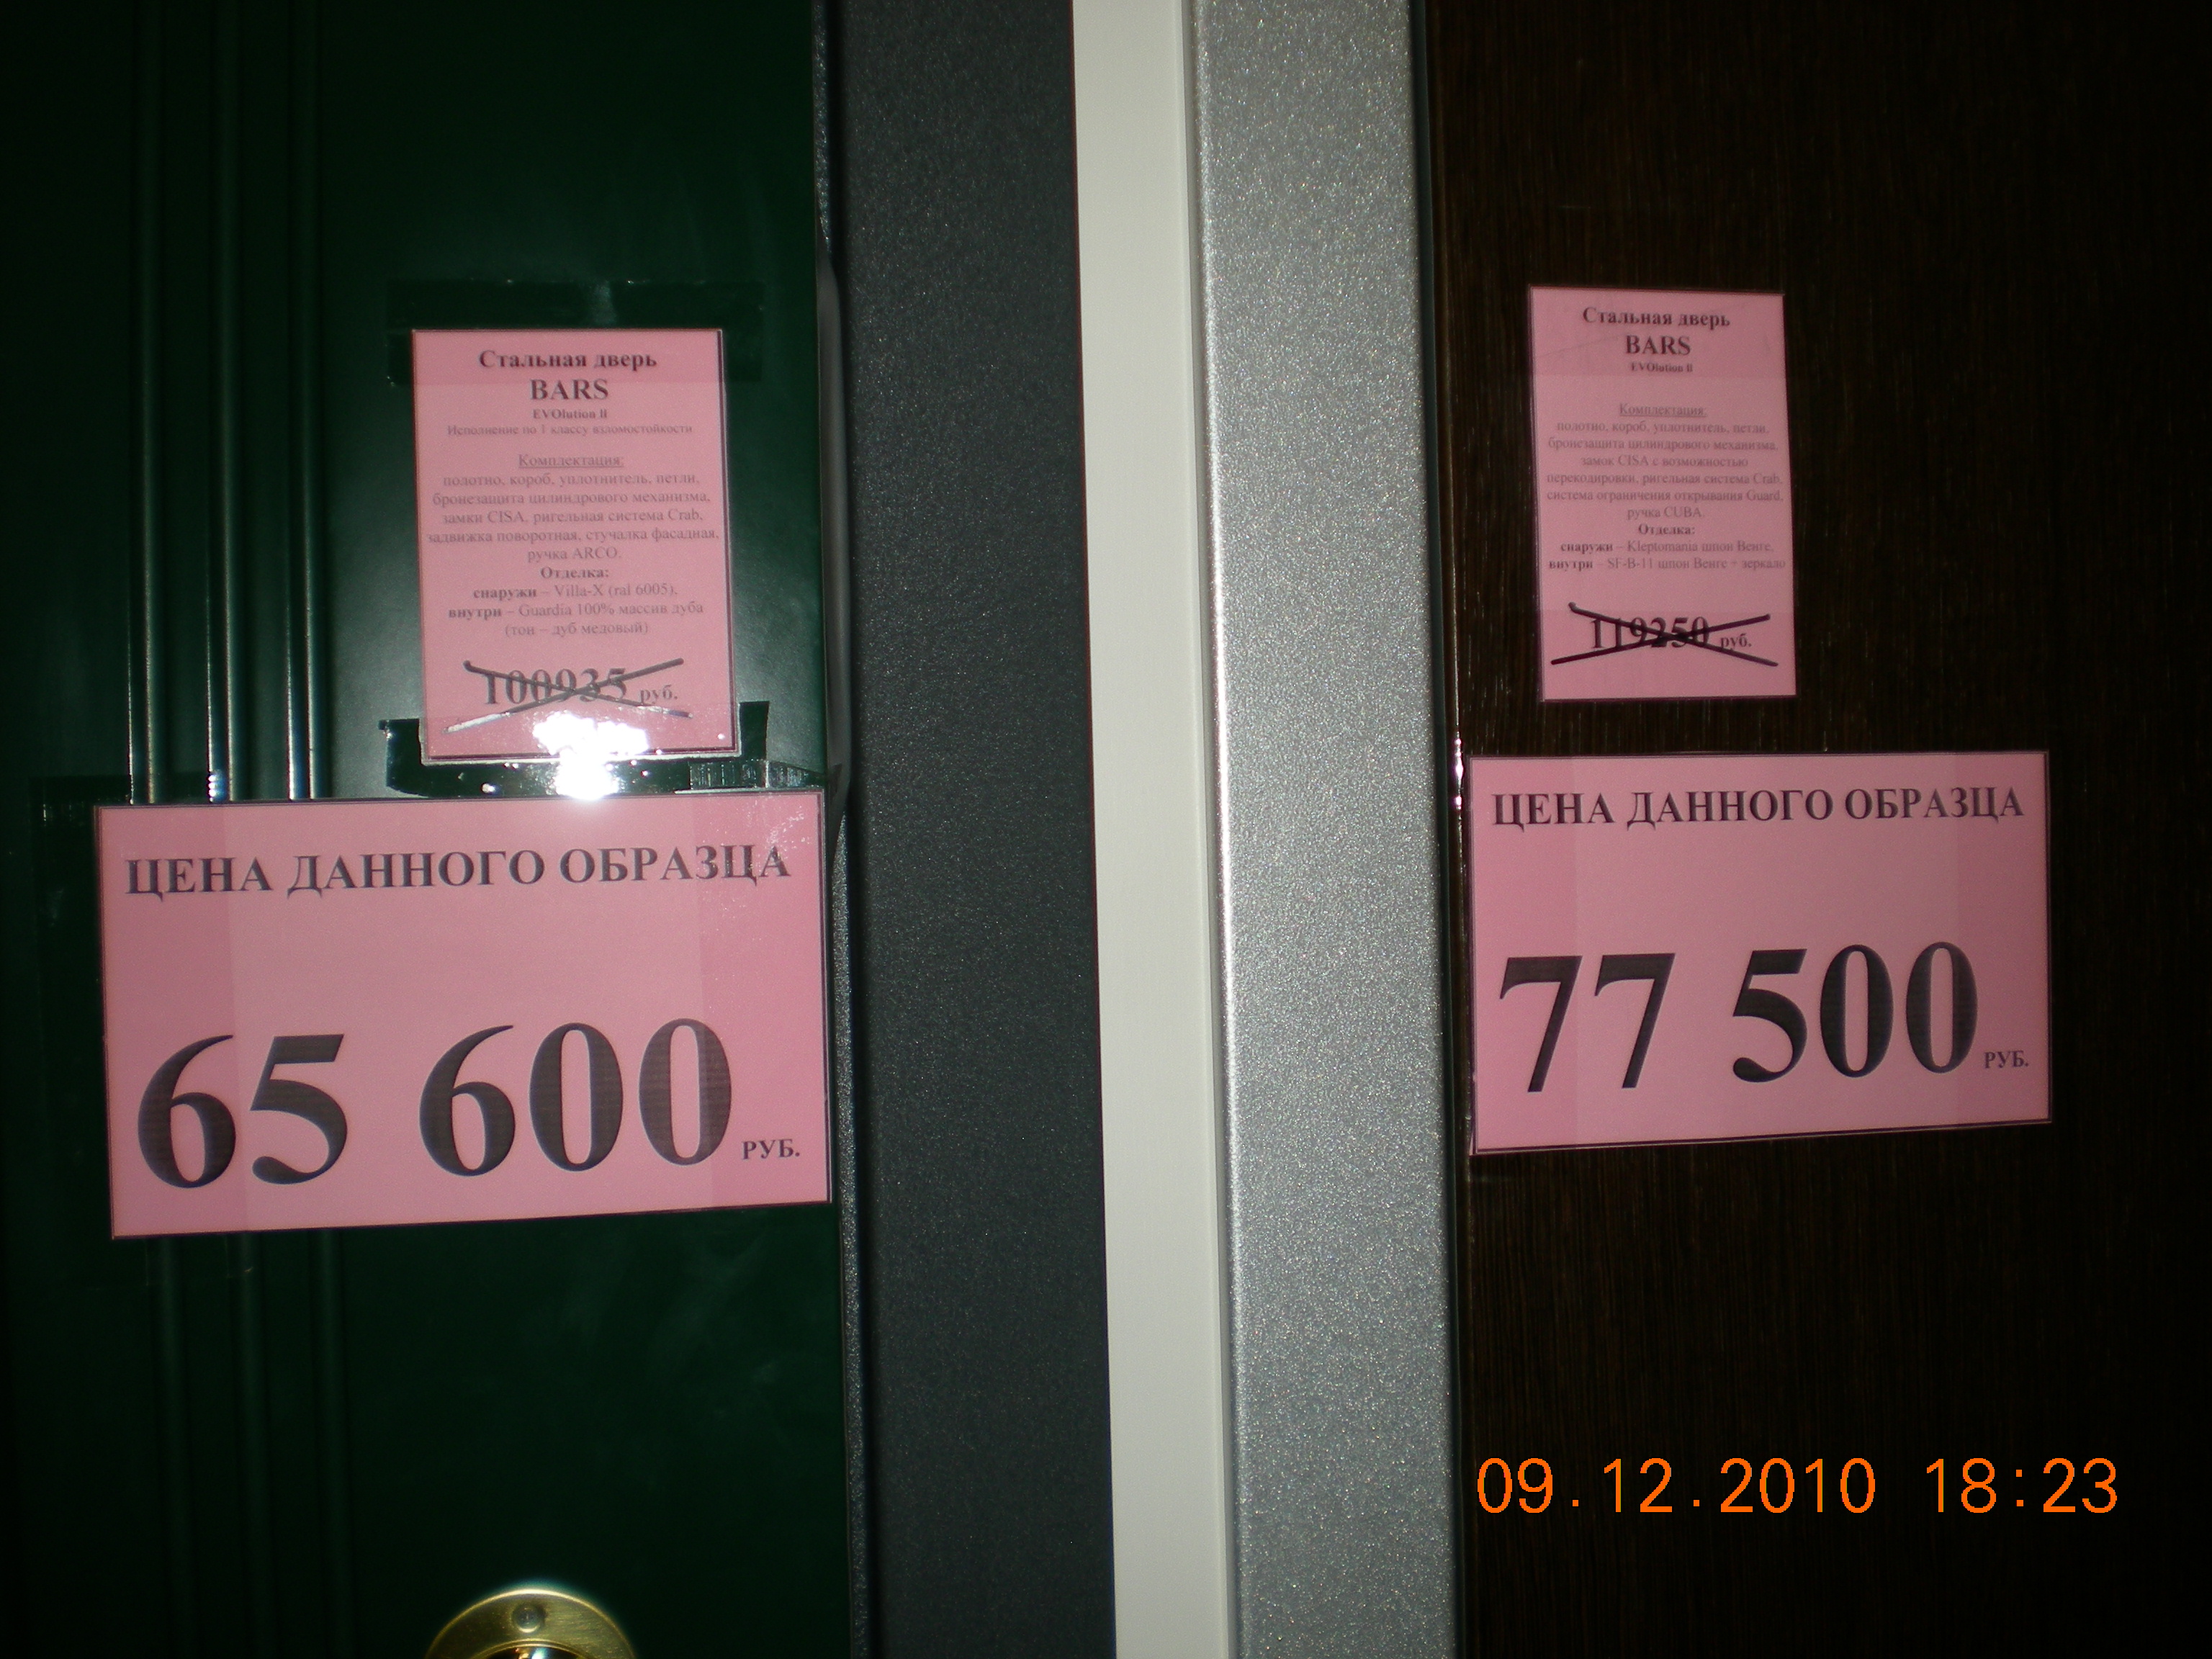 Стальная дверь
BARS
EVOlution II
Исполнение по 1 классу взломостойкости
Комплектация:
полотно, короб, уплотнитель, петли,
бронезащита цилиндрового механизма,
замки CISA, ригельная система Crab,
задвижка поворотная, стучалка фасадная,
ручка ARCO.
Отделка:
снаружи – Villa-X (ral 6005),
внутри – Guardia 100% массив дуба
(тон – дуб медовый)
100935 руб.
ЦЕНА ДАННОГО ОБРАЗЦА
65 600 РУБ.
Стальная дверь
BARS
EVOlution II
Комплектация:
полотно, короб, уплотнитель, петли,
бронезащита цилиндрового механизма,
замок CISA с возможностью
перекодировки, ригельная система Crab,
система ограничения открывания Guard,
ручка CUBA.
Отделка:
снаружи – Kleptomania шпон Венге,
внутри – SF-B-11 шпон Венге + зеркало
119250 руб.
ЦЕНА ДАННОГО ОБРАЗЦА
77 500 РУБ.
09.12.2010 18:23